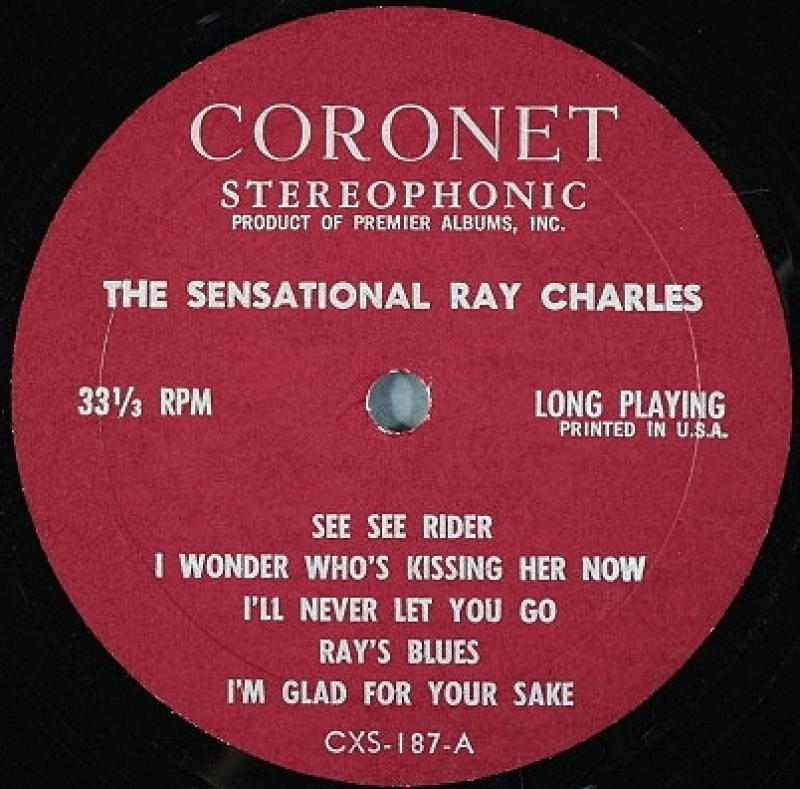 CORONET
STEREOPHONIC
PRODUCT OF PREMIER ALBUMS, INC.
THE SENSATIONAL RAY CHARLES
33⅓ RPM
LONG PLAYING
PRINTED IN U.S.A.
SEE SEE RIDER
I WONDER WHO'S KISSING HER NOW
I'LL NEVER LET YOU GO
RAY'S BLUES
I'M GLAD FOR YOUR SAKE
CXS-187-A